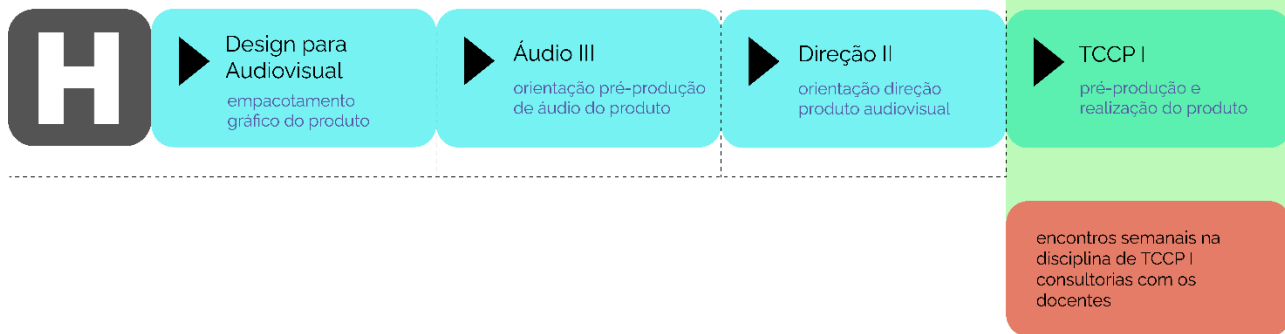 H
Design para
Audiovisual
empacotamento
gráfico do produto
Áudio III
orientação pré-produção
de áudio do produto
Direção II
orientação direção
produto audiovisual
TCCP I
pré-produção e
realização do produto
encontros semanais na
disciplina de TCCP I
consultorias com os
docentes